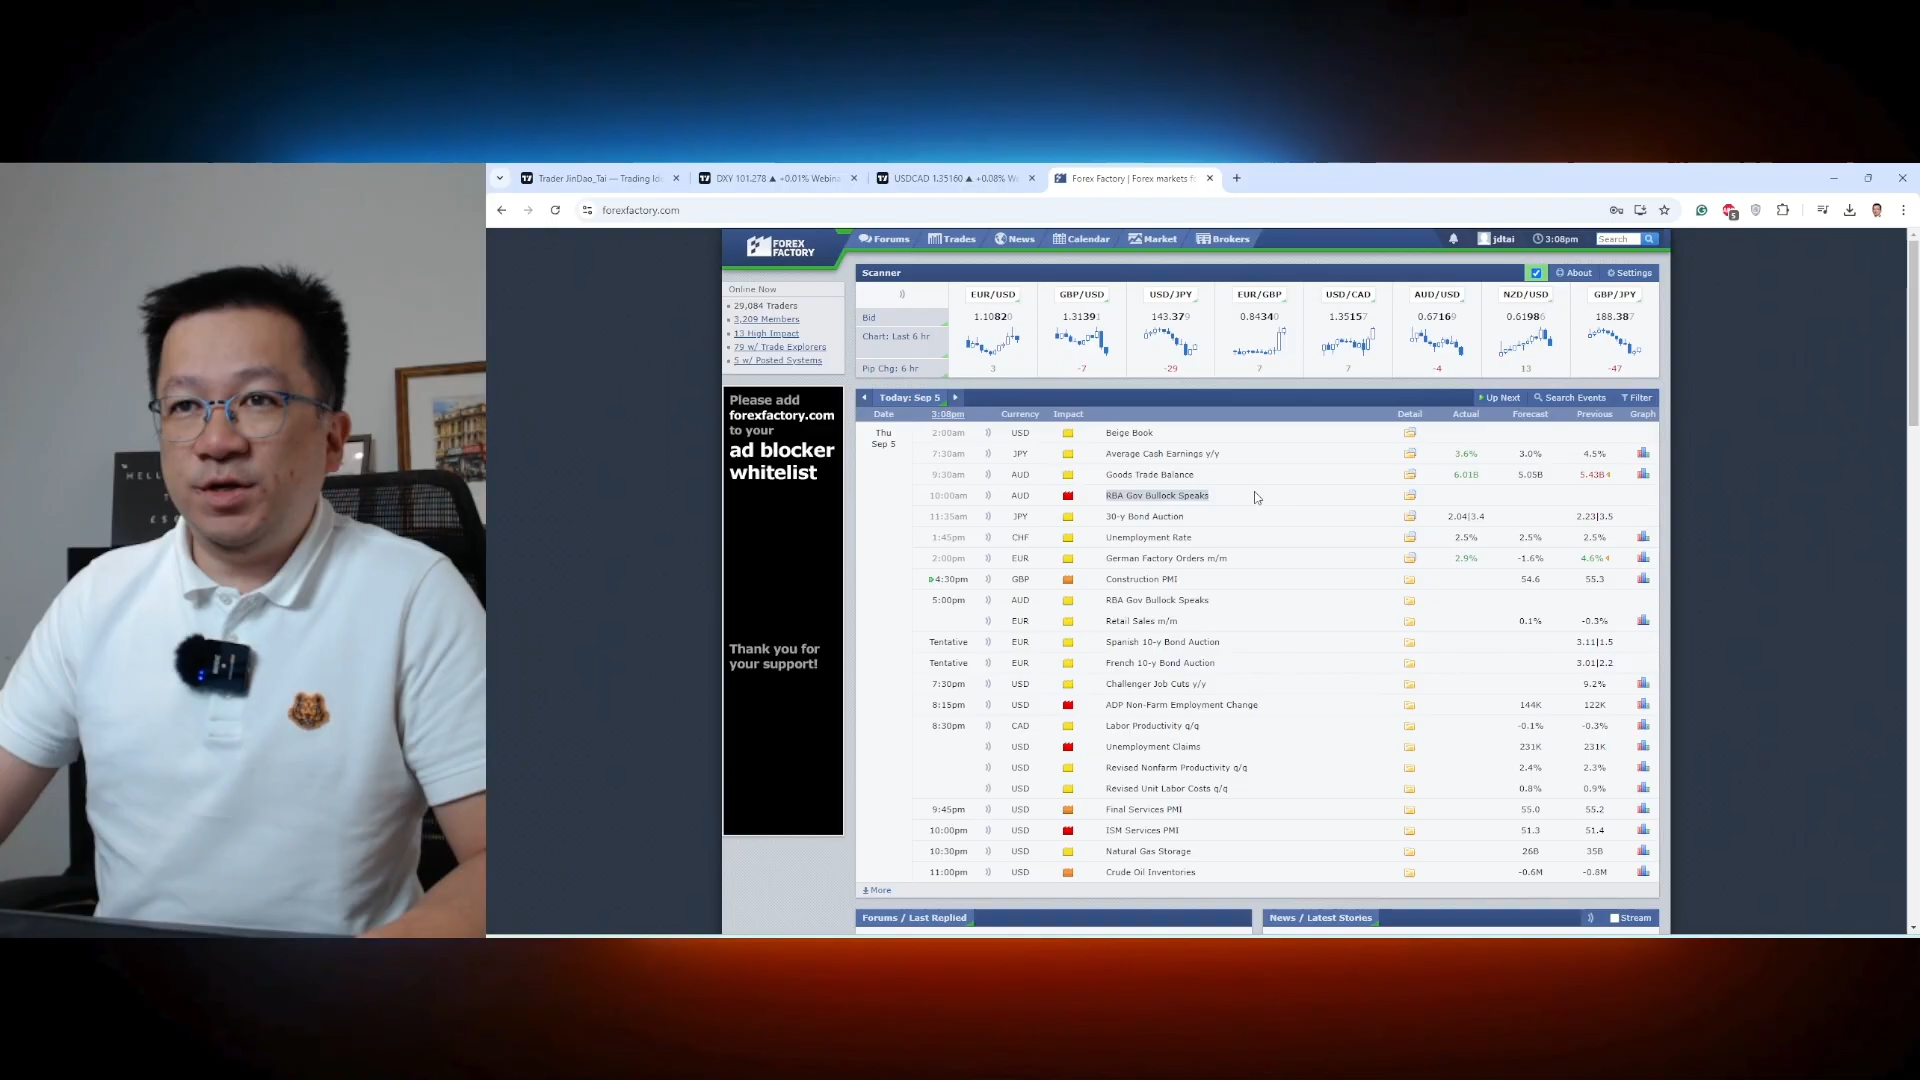 Trader JinDao_Tai — Trading Id
DXY 101.278 ▲ +0.01% Webina
USDCAD 1.35160 ▲ +0.08% W
Forex Factory | Forex markets fo
forexfactory.com
FOREX FACTORY
Forums Trades News Calendar Market Brokers
jdtai 3:08pm Search
Online Now
29,084 Traders
3,209 Members
13 High Impact
79 w/ Trade Explorers
5 w/ Posted Systems
Please add
forexfactory.com
to your
ad blocker
whitelist
Thank you for
your support!
Scanner About Settings
EUR/USD GBP/USD USD/JPY EUR/GBP USD/CAD AUD/USD NZD/USD GBP/JPY
Bid 1.10820 1.31391 143.379 0.84340 1.35157 0.67169 0.61986 188.387
Chart: Last 6 hr
Pip Chg: 6 hr 3 -7 -29 7 7 -4 13 -47
Today: Sep 5 Up Next Search Events Filter
Date 3:08pm Currency Impact Detail Actual Forecast Previous Graph
Thu
Sep 5
2:00am USD Beige Book
7:30am JPY Average Cash Earnings y/y 3.6% 3.0% 4.5%
9:30am AUD Goods Trade Balance 6.01B 5.05B 5.43B
10:00am AUD RBA Gov Bullock Speaks
11:35am JPY 30-y Bond Auction 2.04|3.4 2.23|3.5
1:45pm CHF Unemployment Rate 2.5% 2.5% 2.5%
2:00pm EUR German Factory Orders m/m 2.9% -1.6% 4.6%
4:30pm GBP Construction PMI 54.6 55.3
5:00pm AUD RBA Gov Bullock Speaks
EUR Retail Sales m/m 0.1% -0.3%
Tentative EUR Spanish 10-y Bond Auction 3.11|1.5
Tentative EUR French 10-y Bond Auction 3.01|2.2
7:30pm USD Challenger Job Cuts y/y 9.2%
8:15pm USD ADP Non-Farm Employment Change 144K 122K
8:30pm CAD Labor Productivity q/q -0.1% -0.3%
USD Unemployment Claims 231K 231K
USD Revised Nonfarm Productivity q/q 2.4% 2.3%
USD Revised Unit Labor Costs q/q 0.8% 0.9%
9:45pm USD Final Services PMI 55.0 55.2
10:00pm USD ISM Services PMI 51.3 51.4
10:30pm USD Natural Gas Storage 26B 35B
11:00pm USD Crude Oil Inventories -0.6M -0.8M
More
Forums / Last Replied
News / Latest Stories Stream